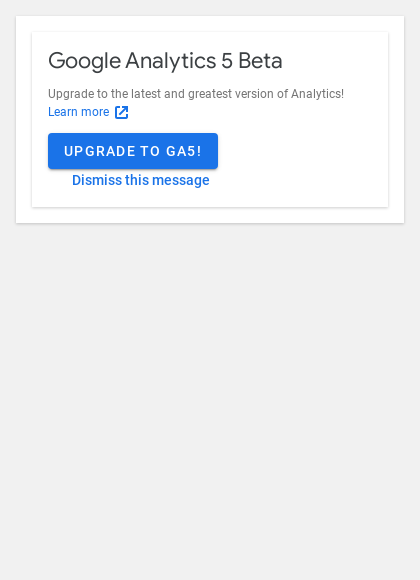 Google Analytics 5 Beta
Upgrade to the latest and greatest version of Analytics!
Learn more
UPGRADE TO GA5!
Dismiss this message